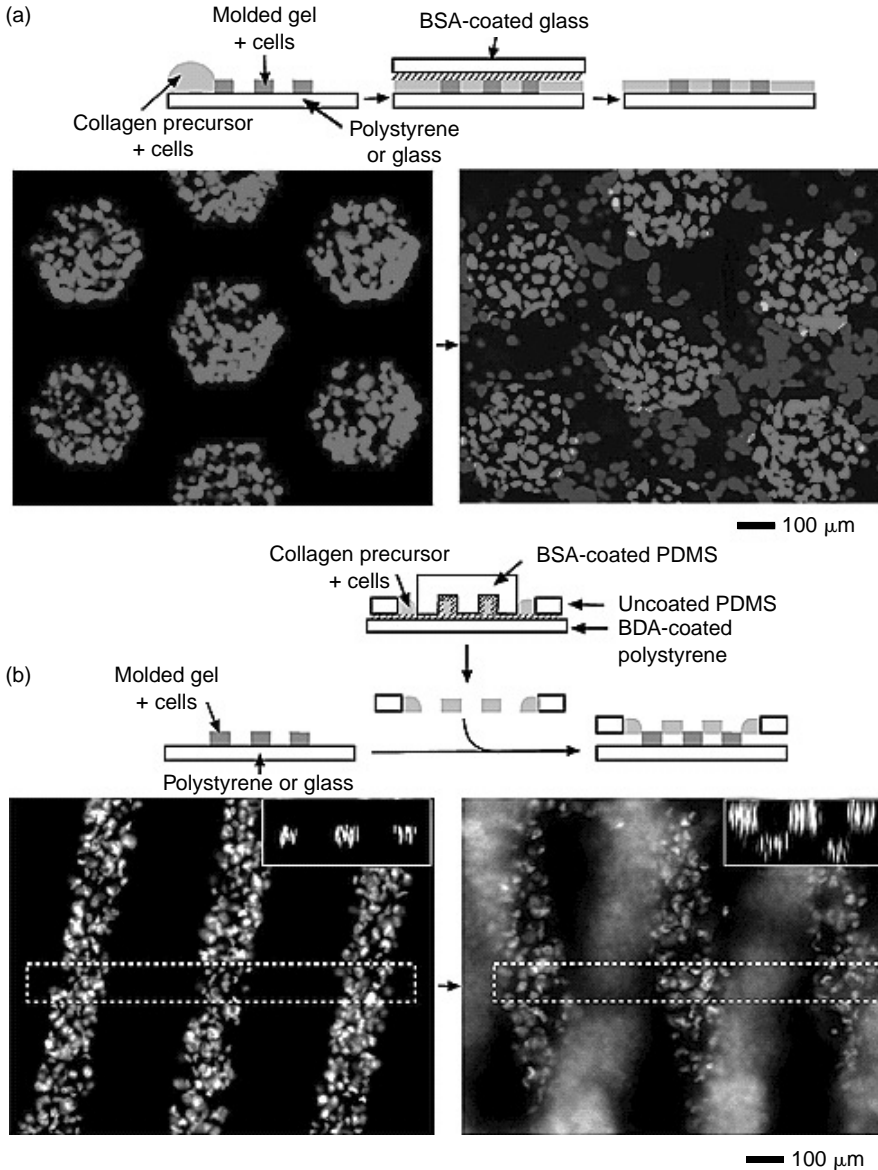 (a)
Molded gel
+ cells
BSA-coated glass
Collagen precursor
+ cells
Polystyrene
or glass
100 μm
Collagen precursor
+ cells
BSA-coated PDMS
Uncoated PDMS
BDA-coated
polystyrene
(b)
Molded gel
+ cells
Polystyrene or glass
100 μm